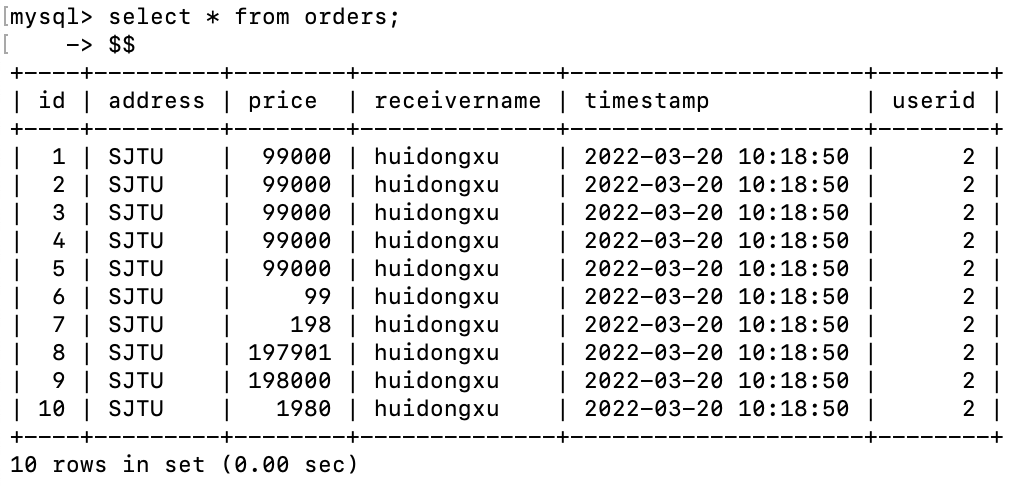 [mysql> select * from orders;
[    -> $$
+----+---------+--------+--------------+---------------------+--------+
| id | address | price  | receivername | timestamp           | userid |
+----+---------+--------+--------------+---------------------+--------+
|  1 | SJTU    |  99000 | huidongxu    | 2022-03-20 10:18:50 |      2 |
|  2 | SJTU    |  99000 | huidongxu    | 2022-03-20 10:18:50 |      2 |
|  3 | SJTU    |  99000 | huidongxu    | 2022-03-20 10:18:50 |      2 |
|  4 | SJTU    |  99000 | huidongxu    | 2022-03-20 10:18:50 |      2 |
|  5 | SJTU    |  99000 | huidongxu    | 2022-03-20 10:18:50 |      2 |
|  6 | SJTU    |     99 | huidongxu    | 2022-03-20 10:18:50 |      2 |
|  7 | SJTU    |    198 | huidongxu    | 2022-03-20 10:18:50 |      2 |
|  8 | SJTU    | 197901 | huidongxu    | 2022-03-20 10:18:50 |      2 |
|  9 | SJTU    | 198000 | huidongxu    | 2022-03-20 10:18:50 |      2 |
| 10 | SJTU    |   1980 | huidongxu    | 2022-03-20 10:18:50 |      2 |
+----+---------+--------+--------------+---------------------+--------+
10 rows in set (0.00 sec)